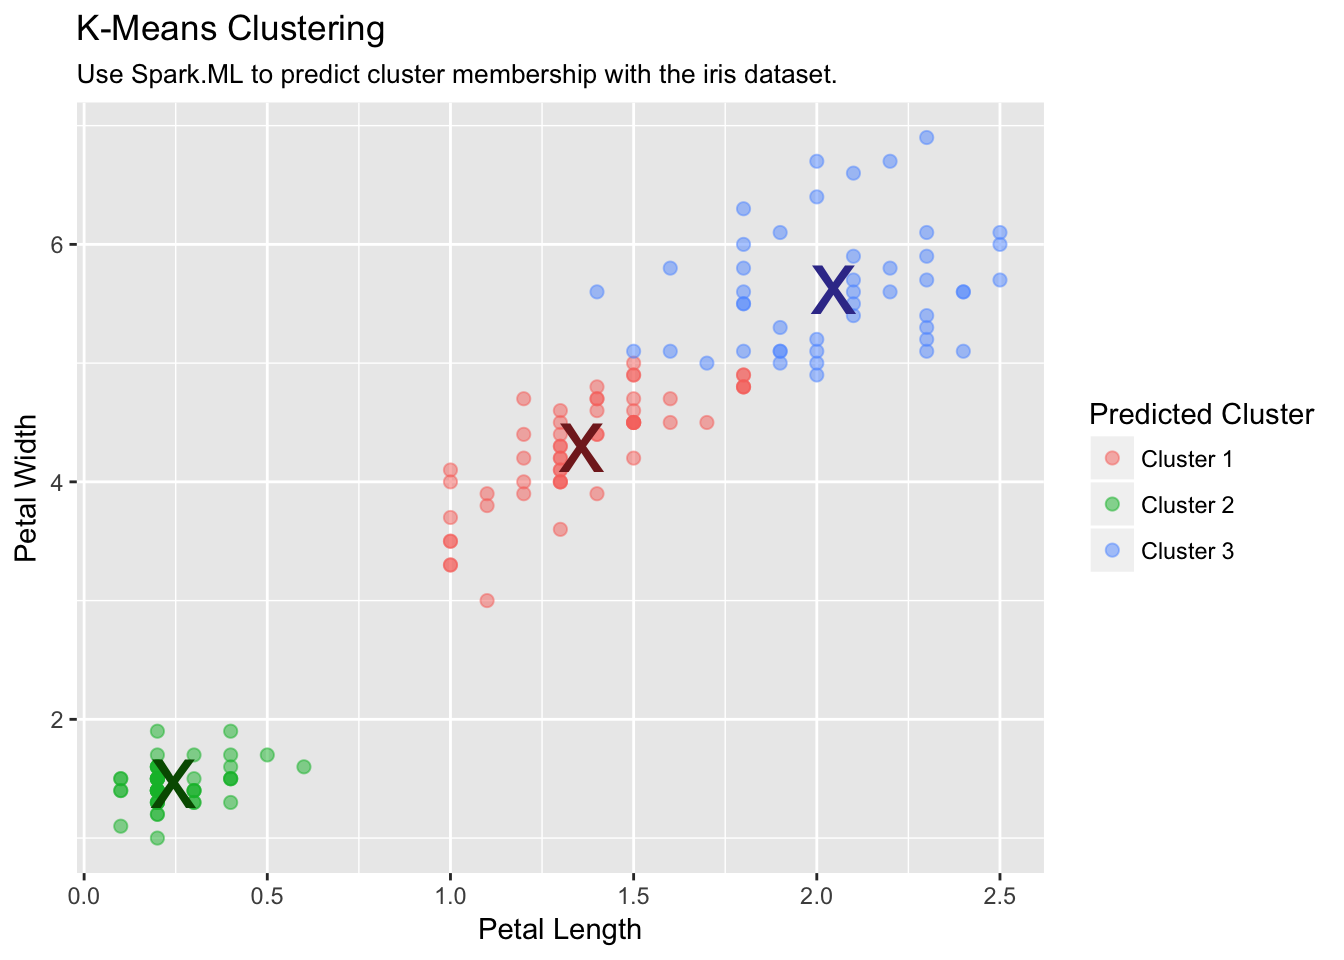 K-Means Clustering
Use Spark.ML to predict cluster membership with the iris dataset.
6
4
2
Petal Width
X
X
X
0.0
0.5
1.0
1.5
2.0
2.5
Petal Length
Predicted Cluster
Cluster 1
Cluster 2
Cluster 3